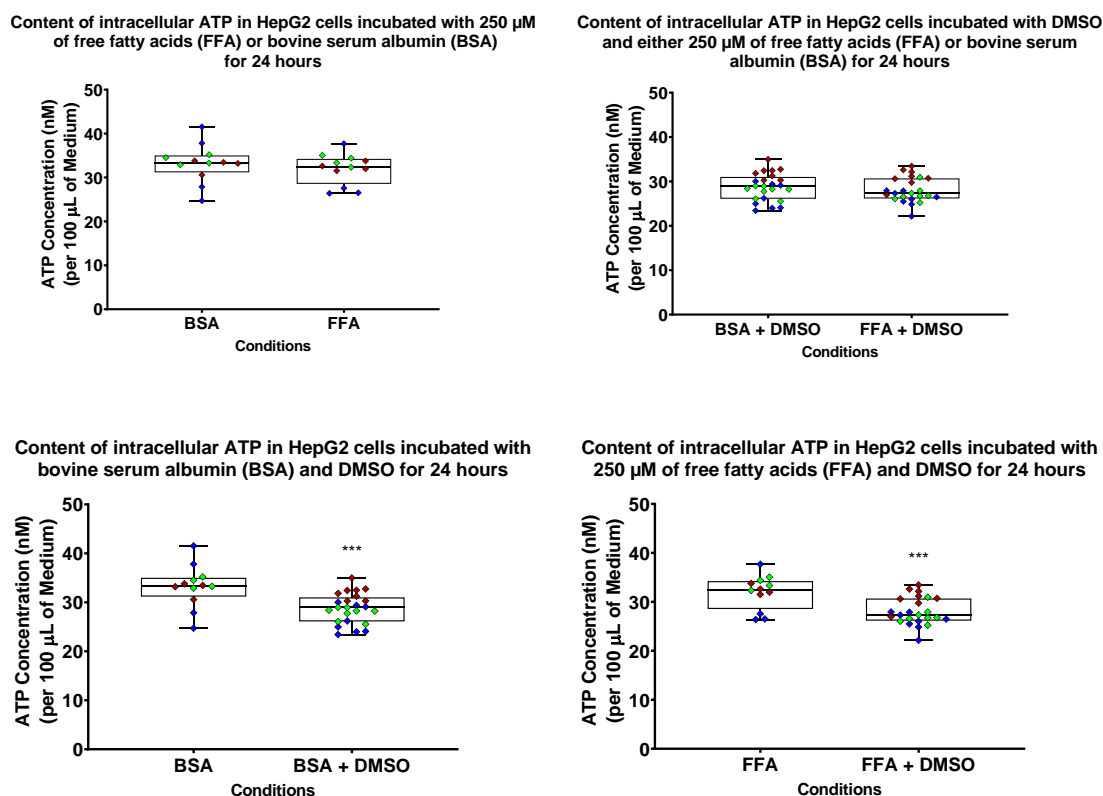 Content of intracellular ATP in HepG2 cells incubated with 250 µM
of free fatty acids (FFA) or bovine serum albumin (BSA)
for 24 hours
50
40
30
20
10
0
ATP Concentration (nM)
(per 100 µL of Medium)
BSA FFA
Conditions
Content of intracellular ATP in HepG2 cells incubated with DMSO
and either 250 µM of free fatty acids (FFA) or bovine serum
albumin (BSA) for 24 hours
50
40
30
20
10
0
ATP Concentration (nM)
(per 100 µL of Medium)
BSA + DMSO FFA + DMSO
Conditions
Content of intracellular ATP in HepG2 cells incubated with
bovine serum albumin (BSA) and DMSO for 24 hours
50
40
30
20
10
0
ATP Concentration (nM)
(per 100 µL of Medium)
***
BSA BSA + DMSO
Conditions
Content of intracellular ATP in HepG2 cells incubated with
250 µM of free fatty acids (FFA) and DMSO for 24 hours
50
40
30
20
10
0
ATP Concentration (nM)
(per 100 µL of Medium)
***
FFA FFA + DMSO
Conditions